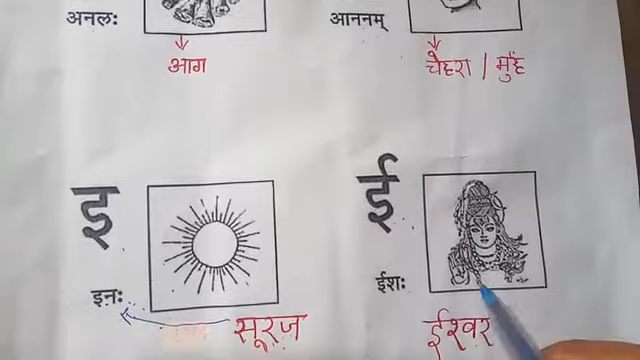 अनलः आननम्
आग चेहरा / मुँह
इ ई
इनः ईशः
सूरज ईश्वर